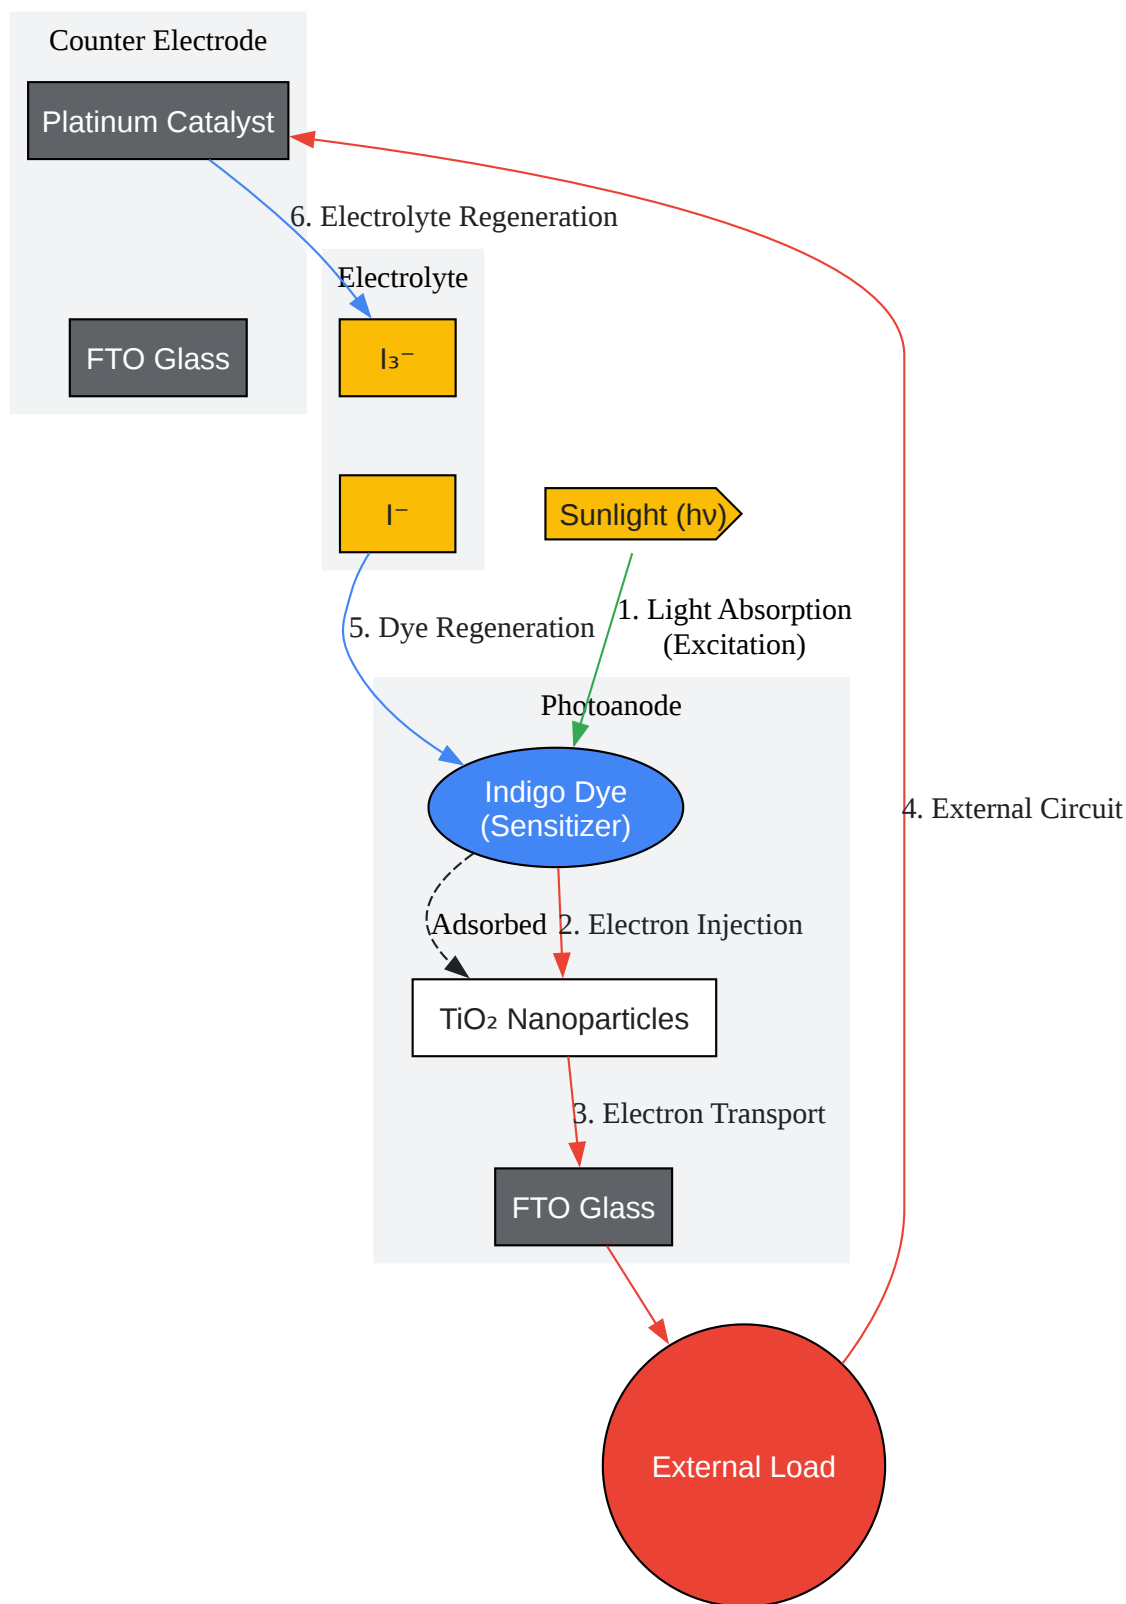 Counter Electrode
Platinum Catalyst
6. Electrolyte Regeneration
Electrolyte
FTO Glass
I₃⁻
I⁻
Sunlight (hν)
1. Light Absorption
(Excitation)
5. Dye Regeneration
Photoanode
Indigo Dye
(Sensitizer)
4. External Circuit
Adsorbed
2. Electron Injection
TiO₂ Nanoparticles
3. Electron Transport
FTO Glass
External Load